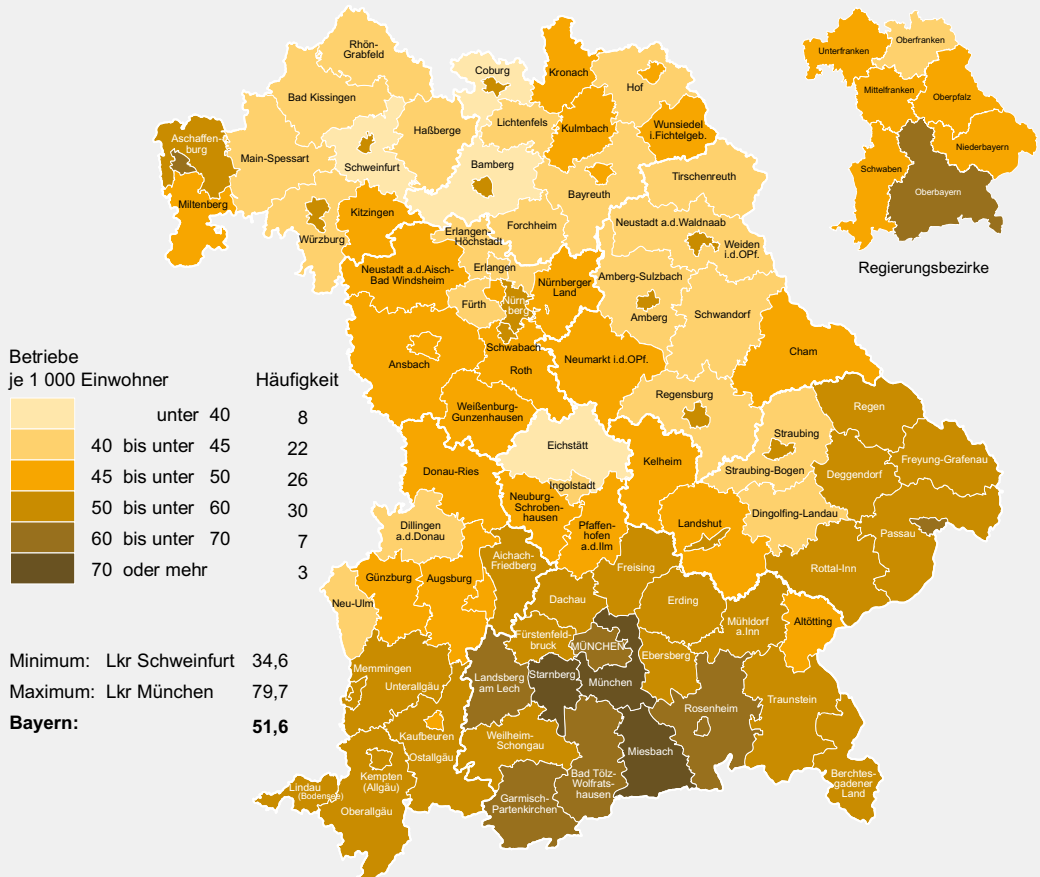 Rhön-
Grabfeld
Coburg
Kronach
Hof
Bad Kissingen
Lichtenfels
Haßberge
Kulmbach
Wunsiedel
i.Fichtelgeb.
Aschaffen-
burg
Main-Spessart
Schweinfurt
Bamberg
Bayreuth
Tirschenreuth
Miltenberg
Kitzingen
Würzburg
Erlangen-
Höchstadt
Forchheim
Neustadt a.d.Waldnaab
Weiden
i.d.OPf.
Neustadt a.d.Aisch-
Bad Windsheim
Erlangen
Nürnberger
Land
Amberg-Sulzbach
Fürth
Nürn-
berg
Amberg
Schwandorf
Ansbach
Schwabach
Roth
Neumarkt i.d.OPf.
Cham
Weißenburg-
Gunzenhausen
Regensburg
Regen
Eichstätt
Straubing
Freyung-Grafenau
Donau-Ries
Kelheim
Straubing-Bogen
Deggendorf
Ingolstadt
Neuburg-
Schroben-
hausen
Pfaffen-
hofen
a.d.Ilm
Landshut
Dingolfing-Landau
Passau
Dillingen
a.d.Donau
Aichach-
Friedberg
Freising
Rottal-Inn
Günzburg
Augsburg
Neu-Ulm
Dachau
Erding
Mühldorf
a.Inn
Altötting
Fürstenfeld-
bruck
MÜNCHEN
Ebersberg
Memmingen
Unterallgäu
Landsberg
am Lech
Starnberg
München
Traunstein
Rosenheim
Kaufbeuren
Ostallgäu
Weilheim-
Schongau
Miesbach
Kempten
(Allgäu)
Bad Tölz-
Wolfrats-
hausen
Berchtes-
gadener
Land
Lindau
(Bodensee)
Oberallgäu
Garmisch-
Partenkirchen
Unterfranken
Oberfranken
Mittelfranken
Oberpfalz
Niederbayern
Schwaben
Oberbayern
Regierungsbezirke
Betriebe
je 1 000 Einwohner Häufigkeit
unter 40 8
40 bis unter 45 22
45 bis unter 50 26
50 bis unter 60 30
60 bis unter 70 7
70 oder mehr 3
Minimum: Lkr Schweinfurt 34,6
Maximum: Lkr München 79,7
Bayern: 51,6